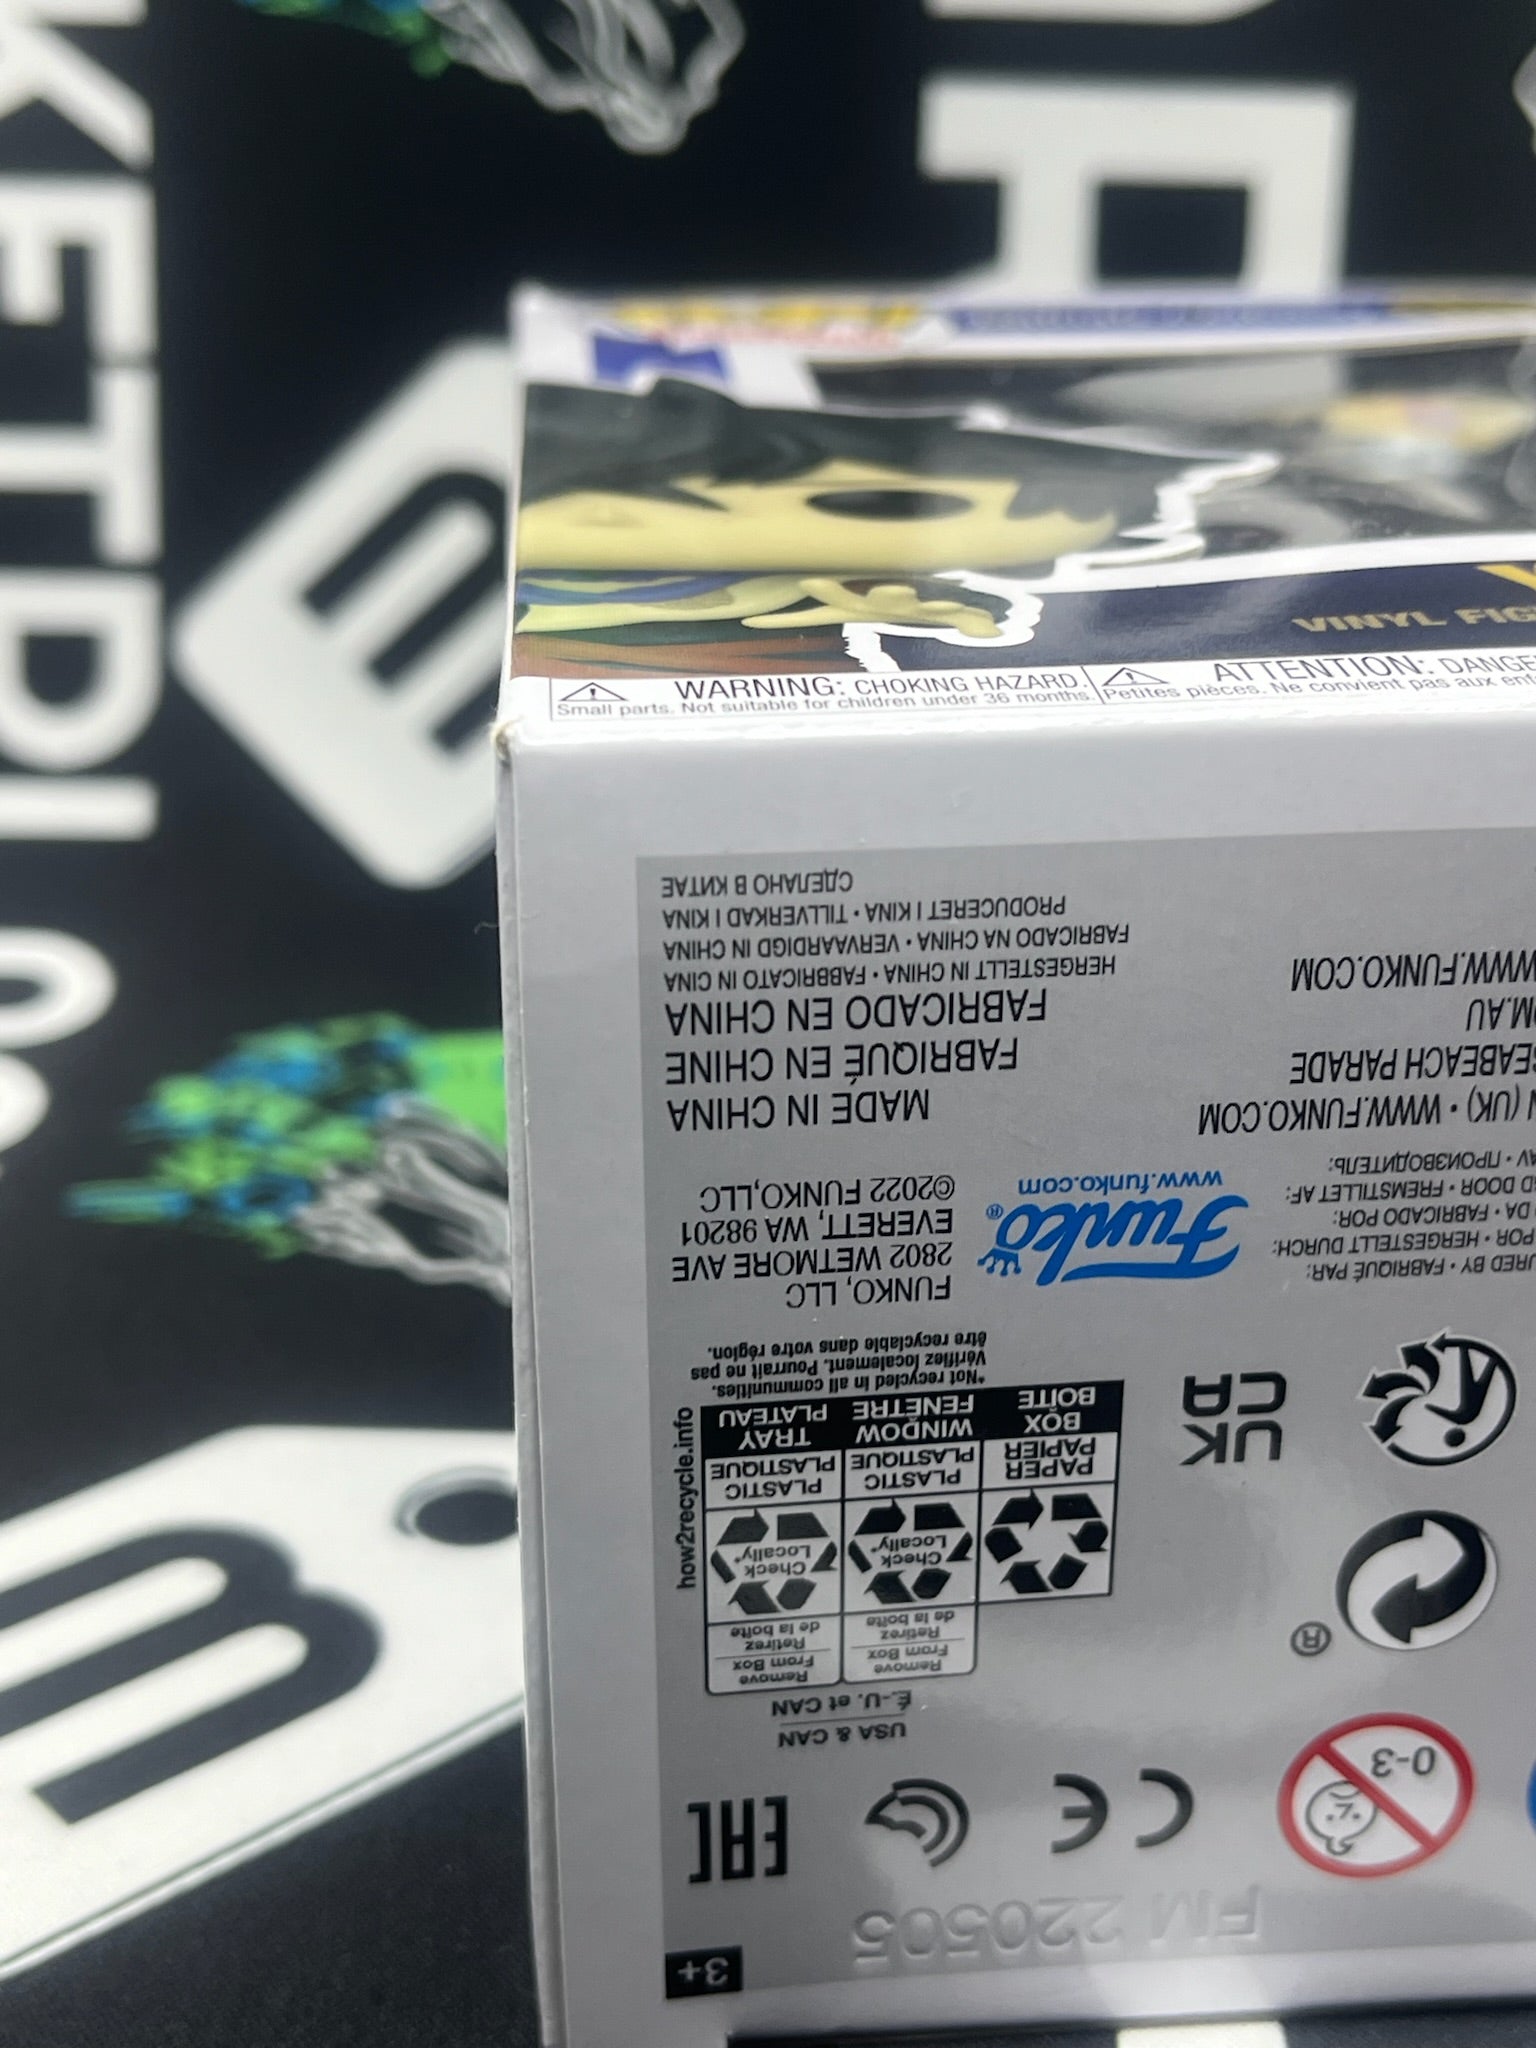 VINYL FIG
WARNING: CHOKING HAZARD.
Small parts. Not suitable for children under 36 months.
ATTENTION: DANGE
Petites pièces. Ne convient pas aux enf
3+
FM 220505
EAC
CE
0-3
USA & CAN
É.-U. et CAN
Remove
From Box
Retirez
de la boîte
Remove
From Box
Retirez
de la boîte
Check
Locally*
Check
Locally*
PAPER
PAPIER
PLASTIC
PLASTIQUE
PLASTIC
PLASTIQUE
BOX
BOÎTE
WINDOW
FENÊTRE
TRAY
PLATEAU
how2recycle.info
*Not recycled in all communities.
Vérifiez localement. Pourrait ne pas
être recyclable dans votre région.
®
UK
CA
URED BY • FABRIQUÉ PAR:
POR • HERGESTELLT DURCH:
DA • FABRICADO POR:
D DOOR • FREMSTILLET AF:
AV • ПРОИЗВОДИТЕЛЬ:
N (UK) • WWW.FUNKO.COM
EABEACH PARADE
OM.AU
WWW.FUNKO.COM
Funko®
www.funko.com
FUNKO, LLC
2802 WETMORE AVE
EVERETT, WA 98201
©2022 FUNKO,LLC
MADE IN CHINA
FABRIQUÉ EN CHINE
FABRICADO EN CHINA
HERGESTELLT IN CHINA • FABBRICATO IN CINA
FABRICADO NA CHINA • VERVAARDIGD IN CHINA
PRODUCERET I KINA • TILLVERKAD I KINA
СДЕЛАНО В КИТАЕ